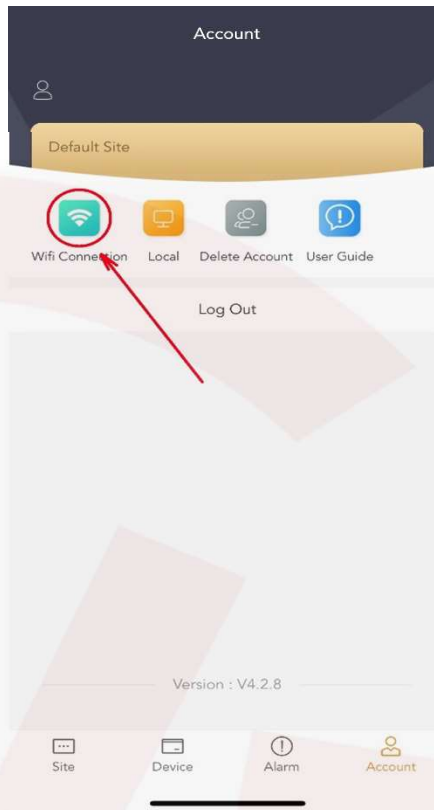 Account
Default Site
Wifi Connection Local Delete Account User Guide
Log Out
Version : V4.2.8
Site Device Alarm Account